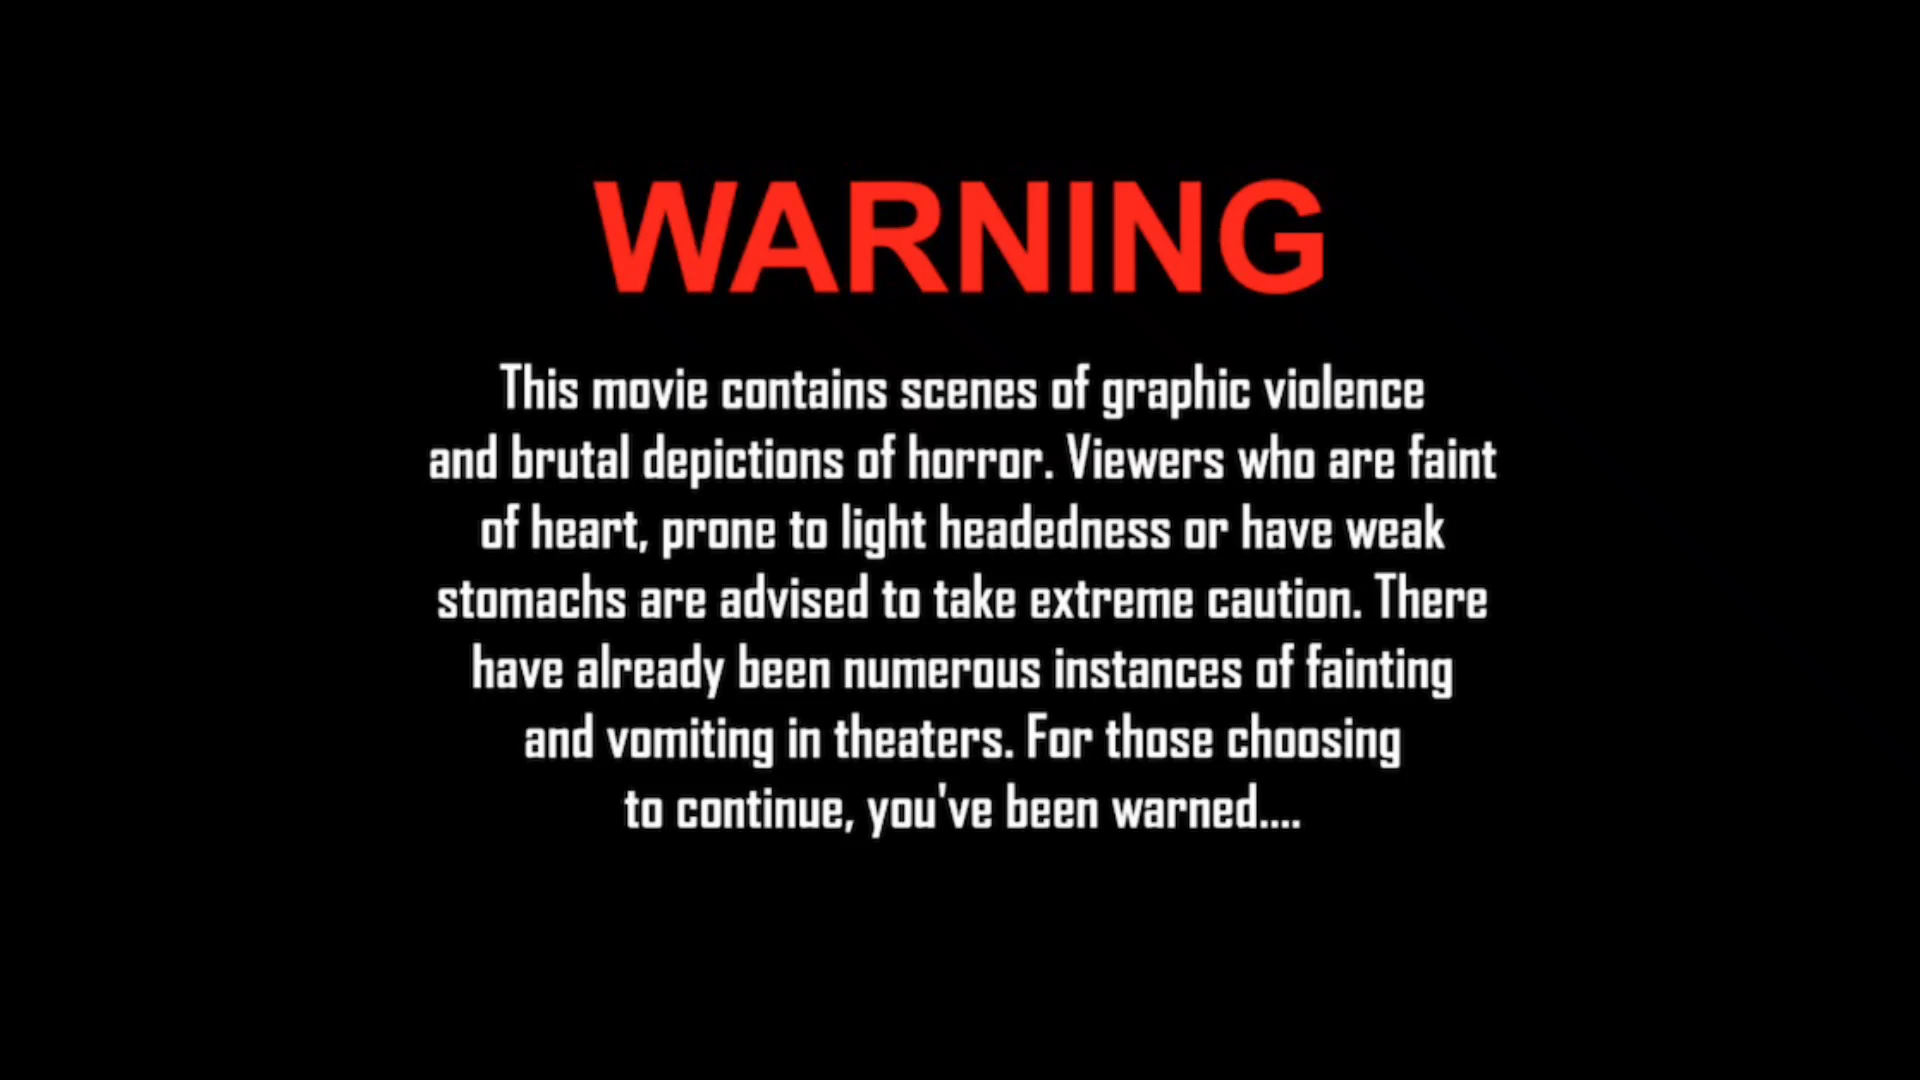 WARNING
This movie contains scenes of graphic violence
and brutal depictions of horror. Viewers who are faint
of heart, prone to light headedness or have weak
stomachs are advised to take extreme caution. There
have already been numerous instances of fainting
and vomiting in theaters. For those choosing
to continue, you've been warned....